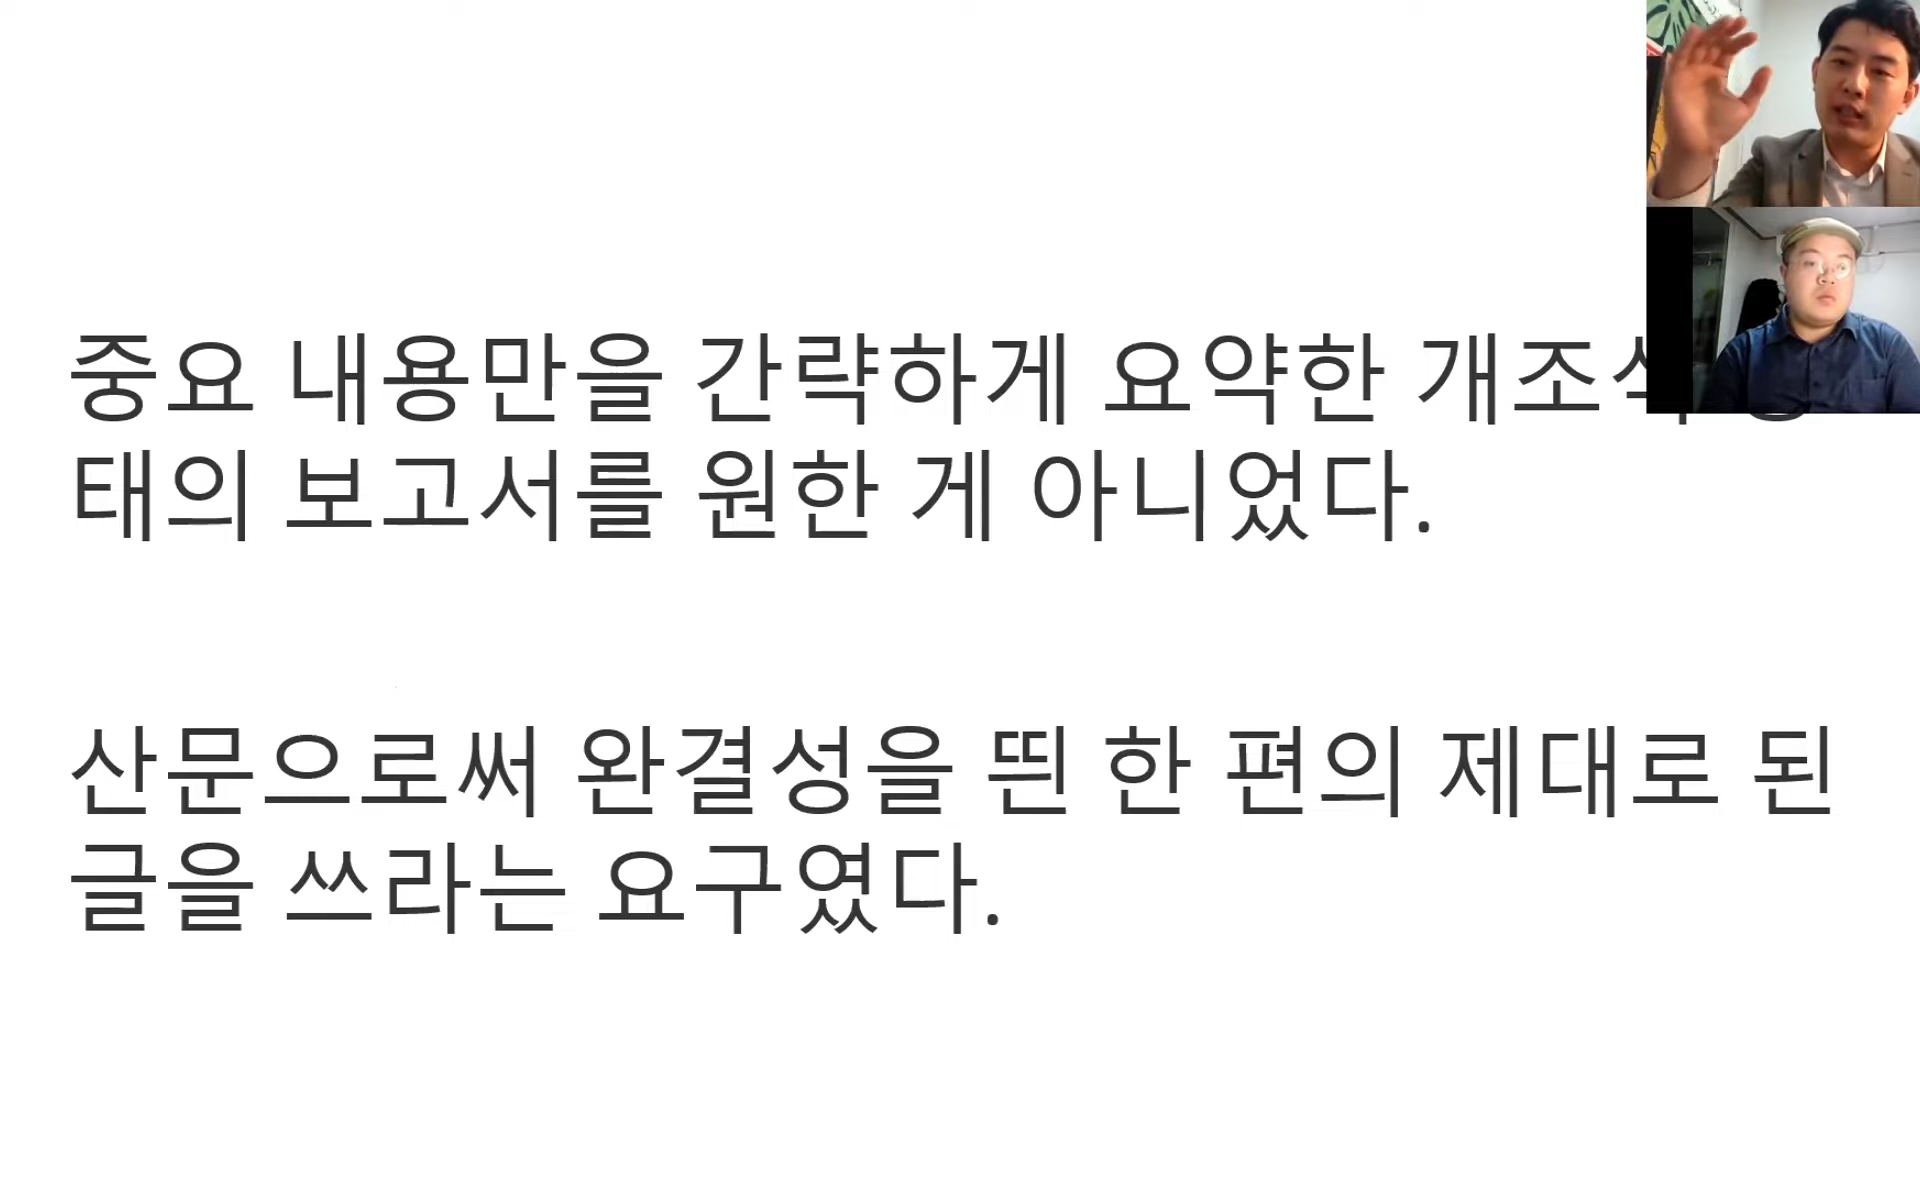 중요 내용만을 간략하게 요약한
태의 보고서를 원한 게 아니었다.
산문으로써 완결성을 띈 한 편의 제대로 된
글을 쓰라는 요구였다.